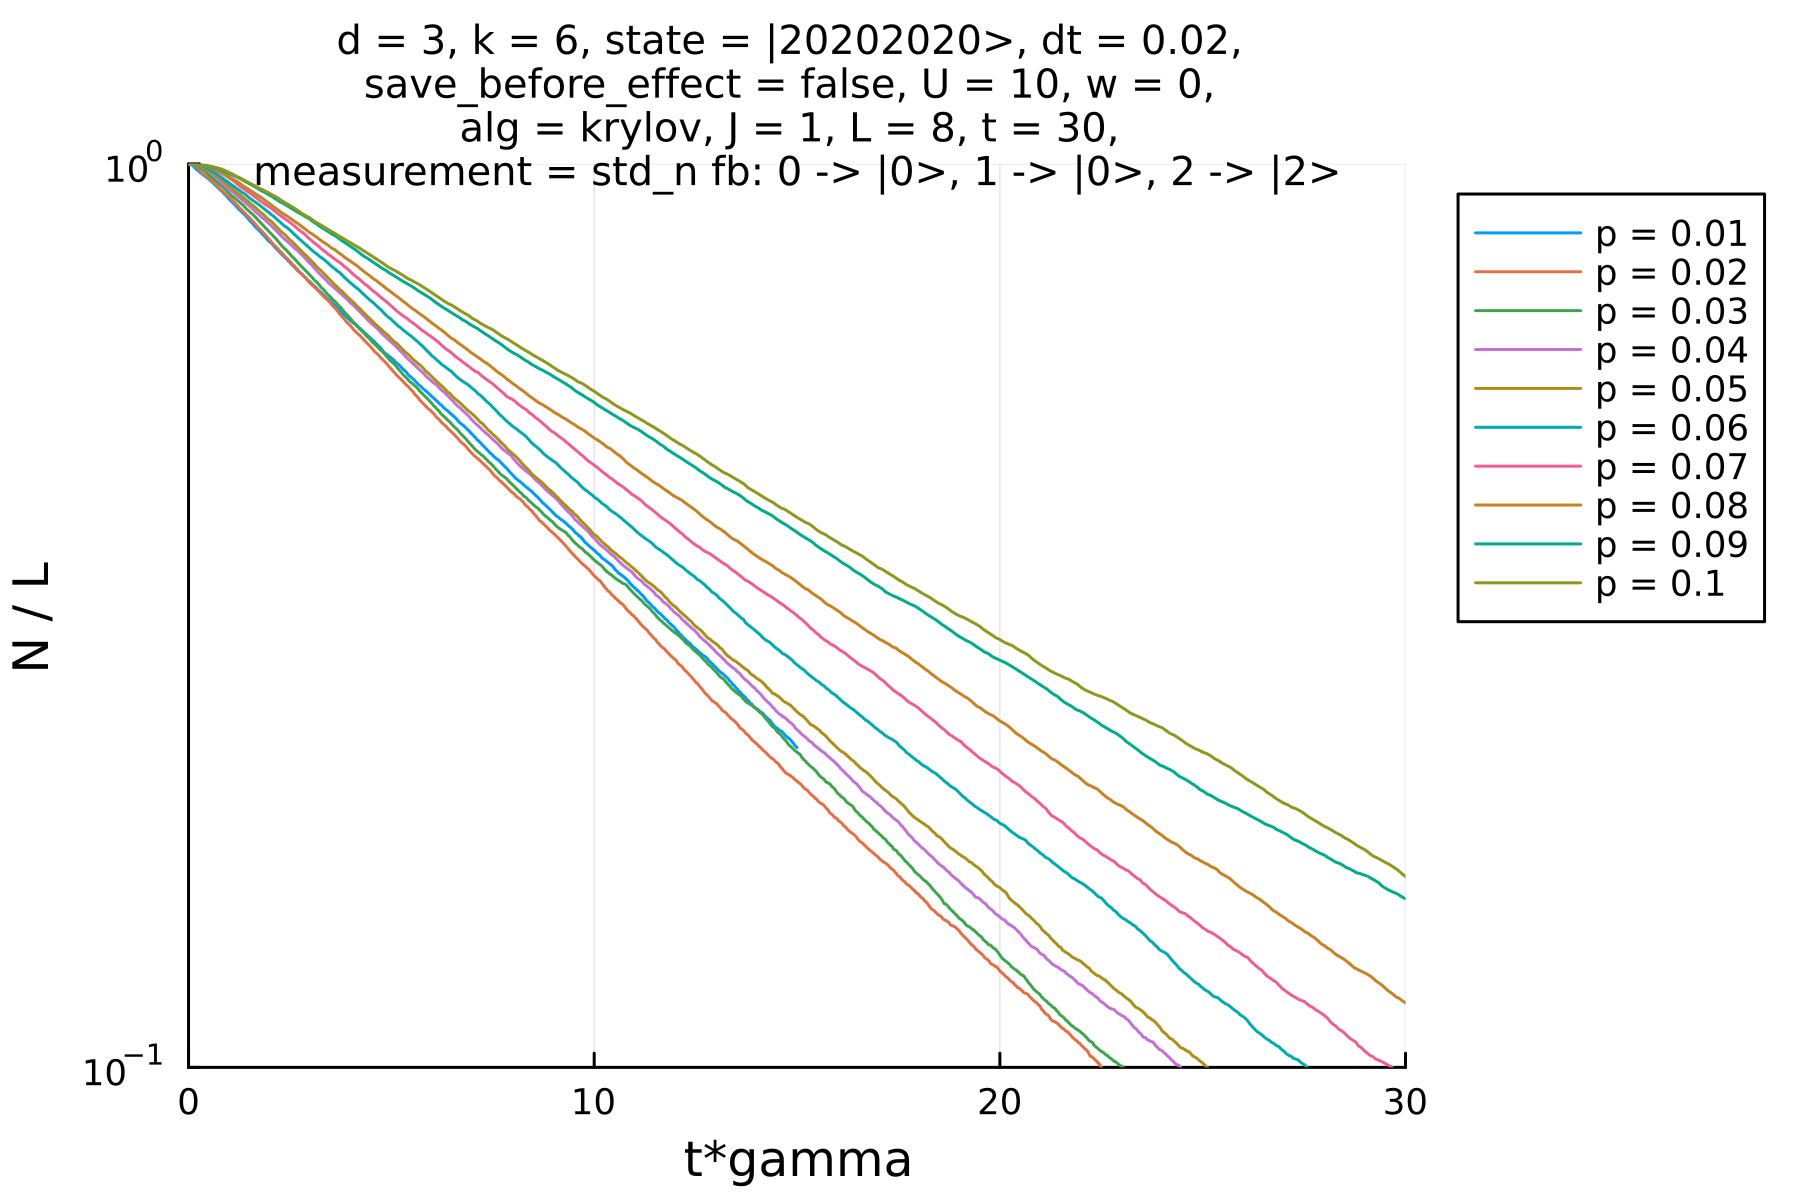 d = 3, k = 6, state = |20202020>, dt = 0.02,
save_before_effect = false, U = 10, w = 0,
alg = krylov, J = 1, L = 8, t = 30,
measurement = std_n fb: 0 -> |0>, 1 -> |0>, 2 -> |2>
10⁰
10⁻¹
N / L
0
10
20
30
t*gamma
p = 0.01
p = 0.02
p = 0.03
p = 0.04
p = 0.05
p = 0.06
p = 0.07
p = 0.08
p = 0.09
p = 0.1